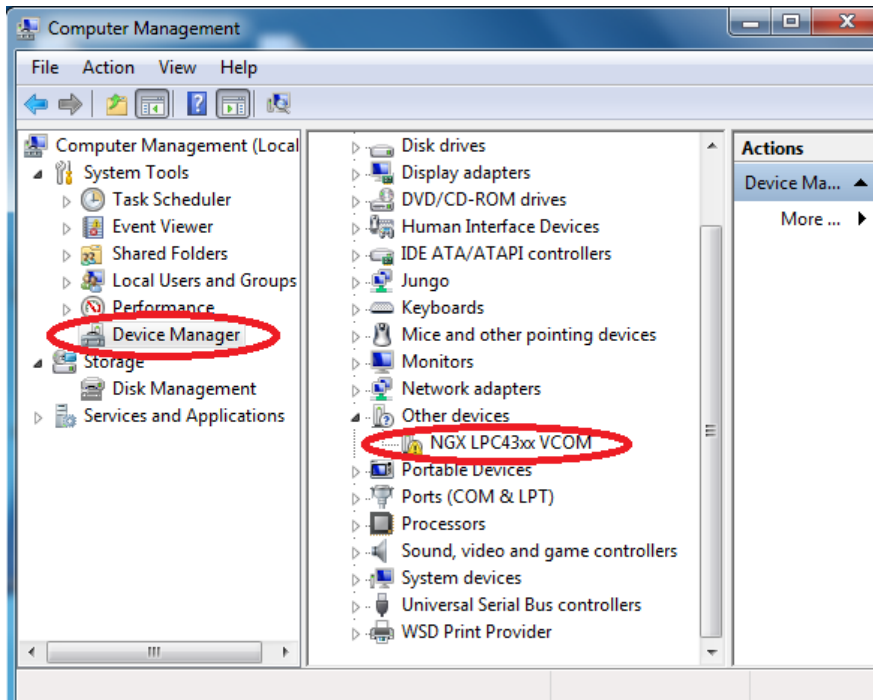 Computer Management
File Action View Help
Computer Management (Local
System Tools
Task Scheduler
Event Viewer
Shared Folders
Local Users and Groups
Performance
Device Manager
Storage
Disk Management
Services and Applications
Disk drives
Display adapters
DVD/CD-ROM drives
Human Interface Devices
IDE ATA/ATAPI controllers
Jungo
Keyboards
Mice and other pointing devices
Monitors
Network adapters
Other devices
NGX LPC43xx VCOM
Portable Devices
Ports (COM & LPT)
Processors
Sound, video and game controllers
System devices
Universal Serial Bus controllers
WSD Print Provider
Actions
Device Ma...
More ...